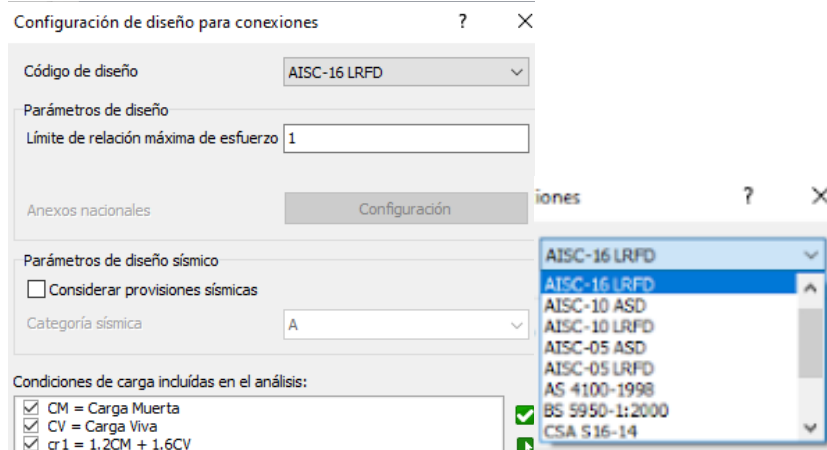 Configuración de diseño para conexiones ? ×
Código de diseño AISC-16 LRFD
Parámetros de diseño
Límite de relación máxima de esfuerzo 1
Anexos nacionales Configuración
Parámetros de diseño sísmico
Considerar provisiones sísmicas
Categoría sísmica A
Condiciones de carga incluídas en el análisis:
CM = Carga Muerta
CV = Carga Viva
cr1 = 1.2CM + 1.6CV
iones ? ×
AISC-16 LRFD
AISC-16 LRFD
AISC-10 ASD
AISC-10 LRFD
AISC-05 ASD
AISC-05 LRFD
AS 4100-1998
BS 5950-1:2000
CSA S16-14